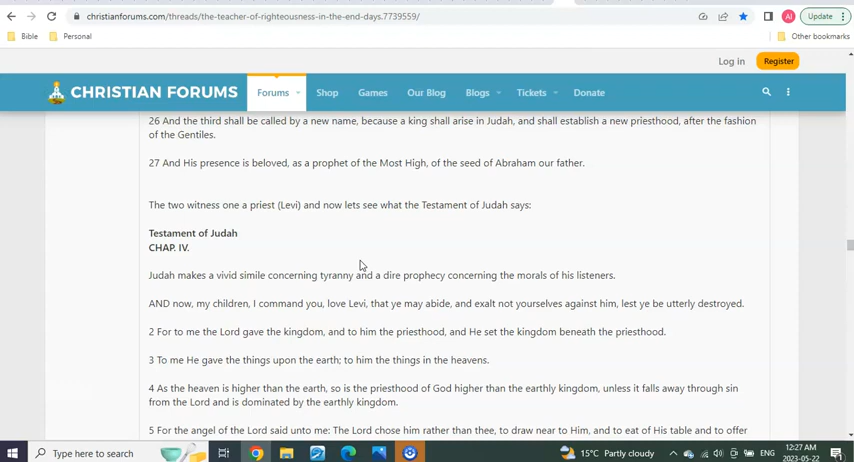 christianforums.com/threads/the-teacher-of-righteousness-in-the-end-days.7739559/
AI
Update
Bible
Personal
Other bookmarks
Log in
Register
CHRISTIAN FORUMS
Forums
Shop
Games
Our Blog
Blogs
Tickets
Donate
26 And the third shall be called by a new name, because a king shall arise in Judah, and shall establish a new priesthood, after the fashion
of the Gentiles.
27 And His presence is beloved, as a prophet of the Most High, of the seed of Abraham our father.
The two witness one a priest (Levi) and now lets see what the Testament of Judah says:
Testament of Judah
CHAP. IV.
Judah makes a vivid simile concerning tyranny and a dire prophecy concerning the morals of his listeners.
AND now, my children, I command you, love Levi, that ye may abide, and exalt not yourselves against him, lest ye be utterly destroyed.
2 For to me the Lord gave the kingdom, and to him the priesthood, and He set the kingdom beneath the priesthood.
3 To me He gave the things upon the earth; to him the things in the heavens.
4 As the heaven is higher than the earth, so is the priesthood of God higher than the earthly kingdom, unless it falls away through sin
from the Lord and is dominated by the earthly kingdom.
5 For the angel of the Lord said unto me: The Lord chose him rather than thee, to draw near to Him, and to eat of His table and to offer
Type here to search
15°C Partly cloudy
ENG
12:27 AM
2023-05-22